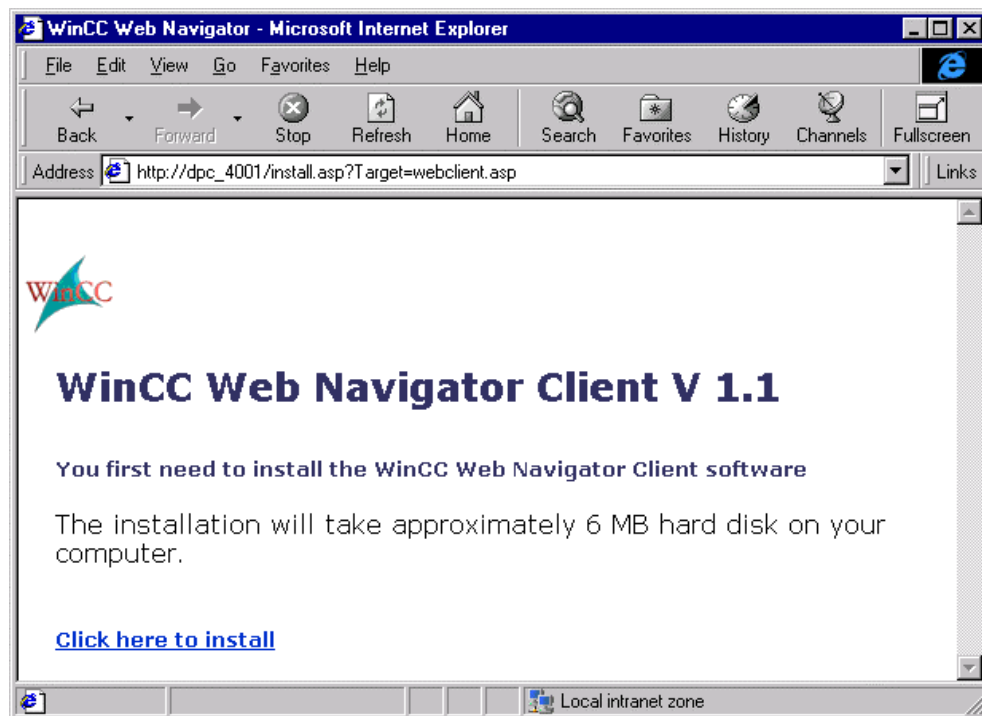 WinCC Web Navigator - Microsoft Internet Explorer
File Edit View Go Favorites Help
Back Forward Stop Refresh Home Search Favorites History Channels Fullscreen
Address http://dpc_4001/install.asp?Target=webclient.asp Links
WinCC
WinCC Web Navigator Client V 1.1
You first need to install the WinCC Web Navigator Client software
The installation will take approximately 6 MB hard disk on your
computer.
Click here to install
Local intranet zone